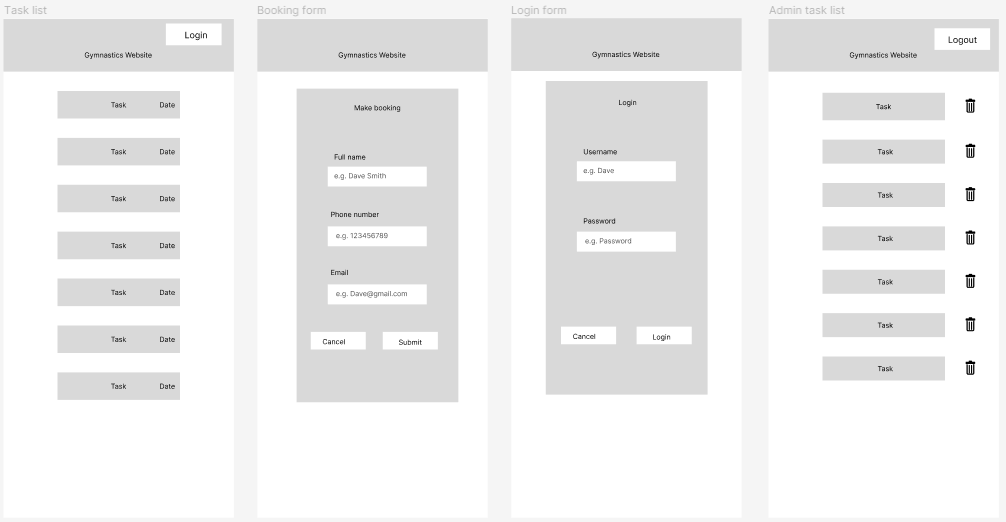 Task list
Login
Gymnastics Website
Task Date
Task Date
Task Date
Task Date
Task Date
Task Date
Task Date
Booking form
Gymnastics Website
Make booking
Full name
e.g. Dave Smith
Phone number
e.g. 123456789
Email
e.g. Dave@gmail.com
Cancel Submit
Login form
Gymnastics Website
Login
Username
e.g. Dave
Password
e.g. Password
Cancel Login
Admin task list
Logout
Gymnastics Website
Task
Task
Task
Task
Task
Task
Task